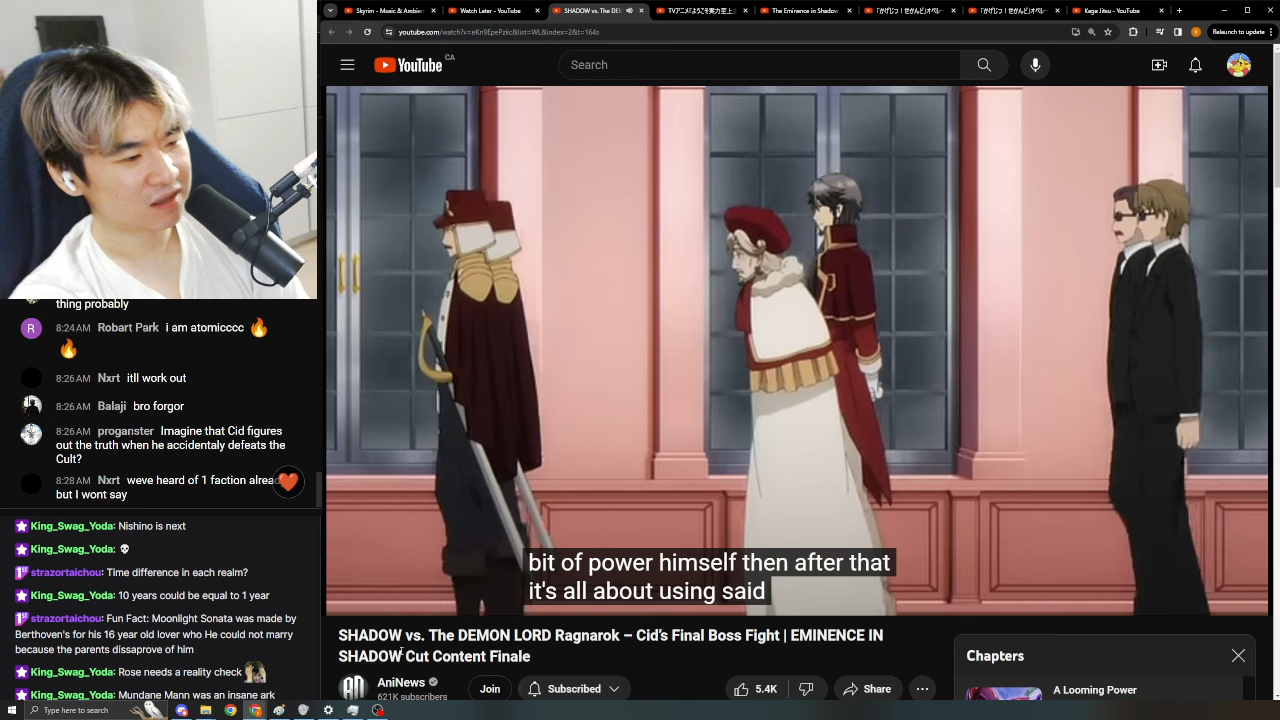 Skyrim - Music & Ambien
Watch Later - YouTube
SHADOW vs. The DE
The Eminence in Shadow
Kage Jitsu - YouTube
youtube.com/watch?v=eKn9EpePzkc&list=WL&index=2&t=164s
Relaunch to update
YouTube CA
Search
thing probably
8:24 AM Robart Park i am atomicccc 🔥
🔥
8:26 AM Nxrt itll work out
8:26 AM Balaji bro forgor
8:26 AM proganster Imagine that Cid figures
out the truth when he accidentaly defeats the
Cult?
8:28 AM Nxrt weve heard of 1 faction alrea
but I wont say
King_Swag_Yoda: Nishino is next
King_Swag_Yoda: 💀
strazortaichou: Time difference in each realm?
King_Swag_Yoda: 10 years could be equal to 1 year
strazortaichou: Fun Fact: Moonlight Sonata was made by
Berthoven's for his 16 year old lover who He could not marry
because the parents dissaprove of him
King_Swag_Yoda: Rose needs a reality check
King_Swag_Yoda: Mundane Mann was an insane ark
bit of power himself then after that
it's all about using said
SHADOW vs. The DEMON LORD Ragnarok – Cid's Final Boss Fight | EMINENCE IN
SHADOW Cut Content Finale
AN
AniNews
621K subscribers
Join
Subscribed
5.4K
Share
Chapters
A Looming Power
Type here to search